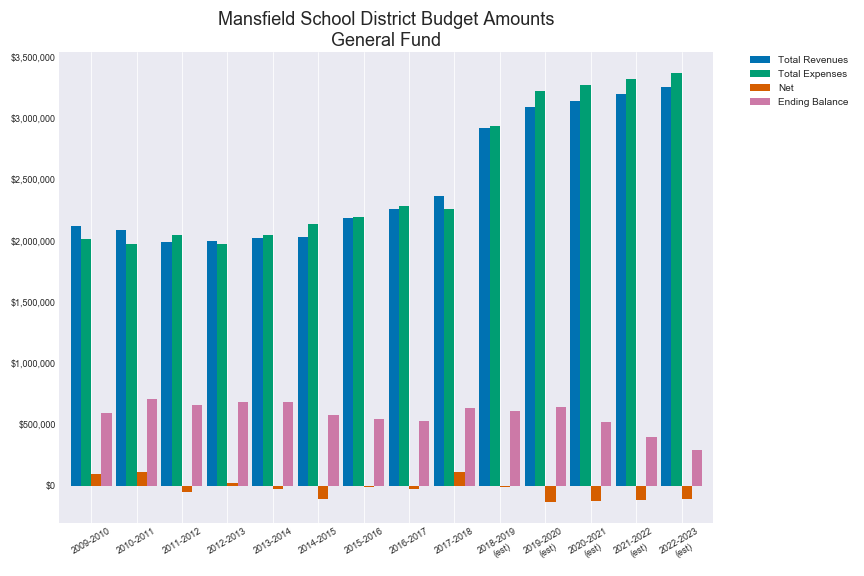 Mansfield School District Budget Amounts
General Fund
Total Revenues
Total Expenses
Net
Ending Balance
$3,500,000
$3,000,000
$2,500,000
$2,000,000
$1,500,000
$1,000,000
$500,000
$0
2009-2010
2010-2011
2011-2012
2012-2013
2013-2014
2014-2015
2015-2016
2016-2017
2017-2018
2018-2019
(est)
2019-2020
(est)
2020-2021
(est)
2021-2022
(est)
2022-2023
(est)